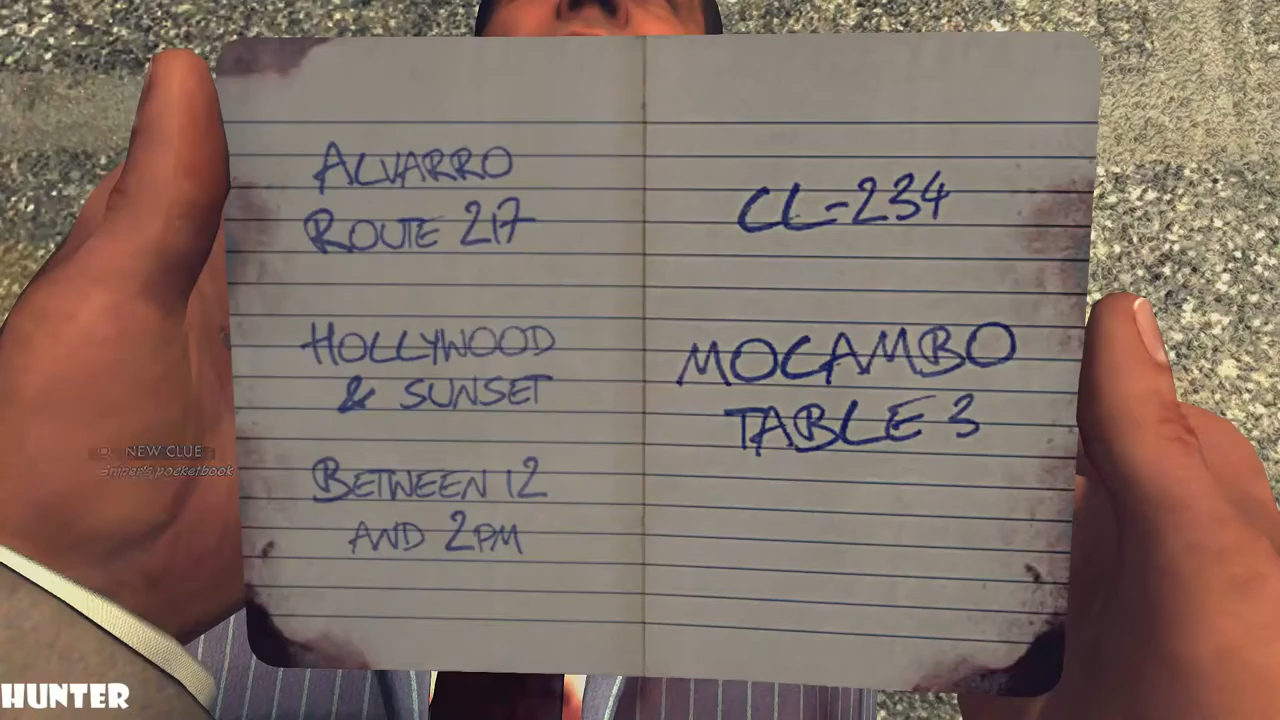 ALVARRO
ROUTE 217
HOLLYWOOD
& SUNSET
BETWEEN 12
AND 2PM
CL-234
MOCAMBO
TABLE 3
NEW CLUE
Sniper's pocketbook
HUNTER